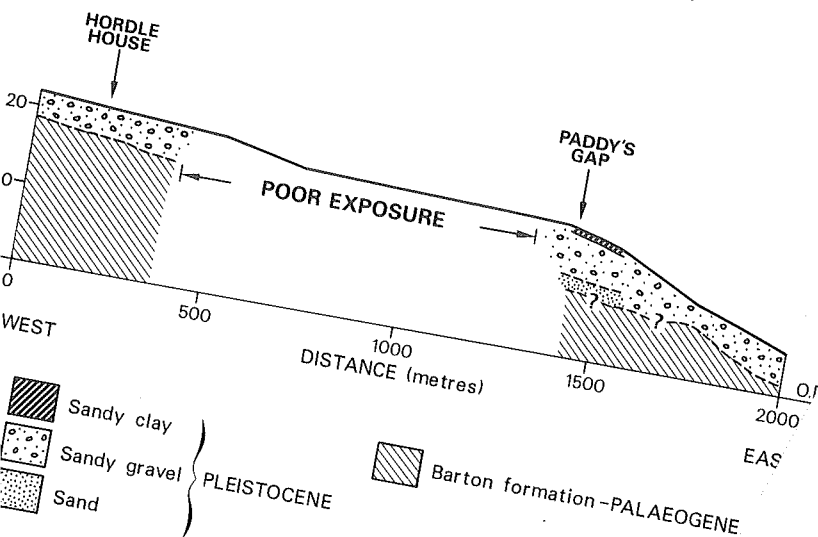 HORDLE
HOUSE
20
0
PADDY'S
GAP
POOR EXPOSURE
?
?
0
500
1000
1500
2000
WEST
DISTANCE (metres)
EAS
Sandy clay
Sandy gravel
Sand
PLEISTOCENE
Barton formation–PALAEOGENE